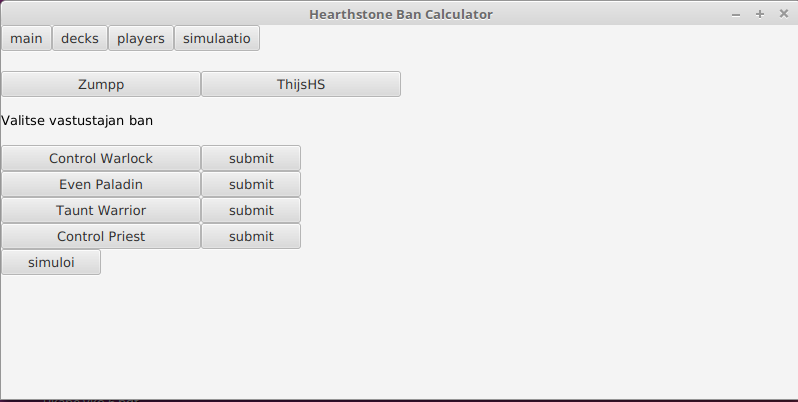 Hearthstone Ban Calculator
main decks players simulaatio
Zumpp ThijsHS
Valitse vastustajan ban
Control Warlock submit
Even Paladin submit
Taunt Warrior submit
Control Priest submit
simuloi